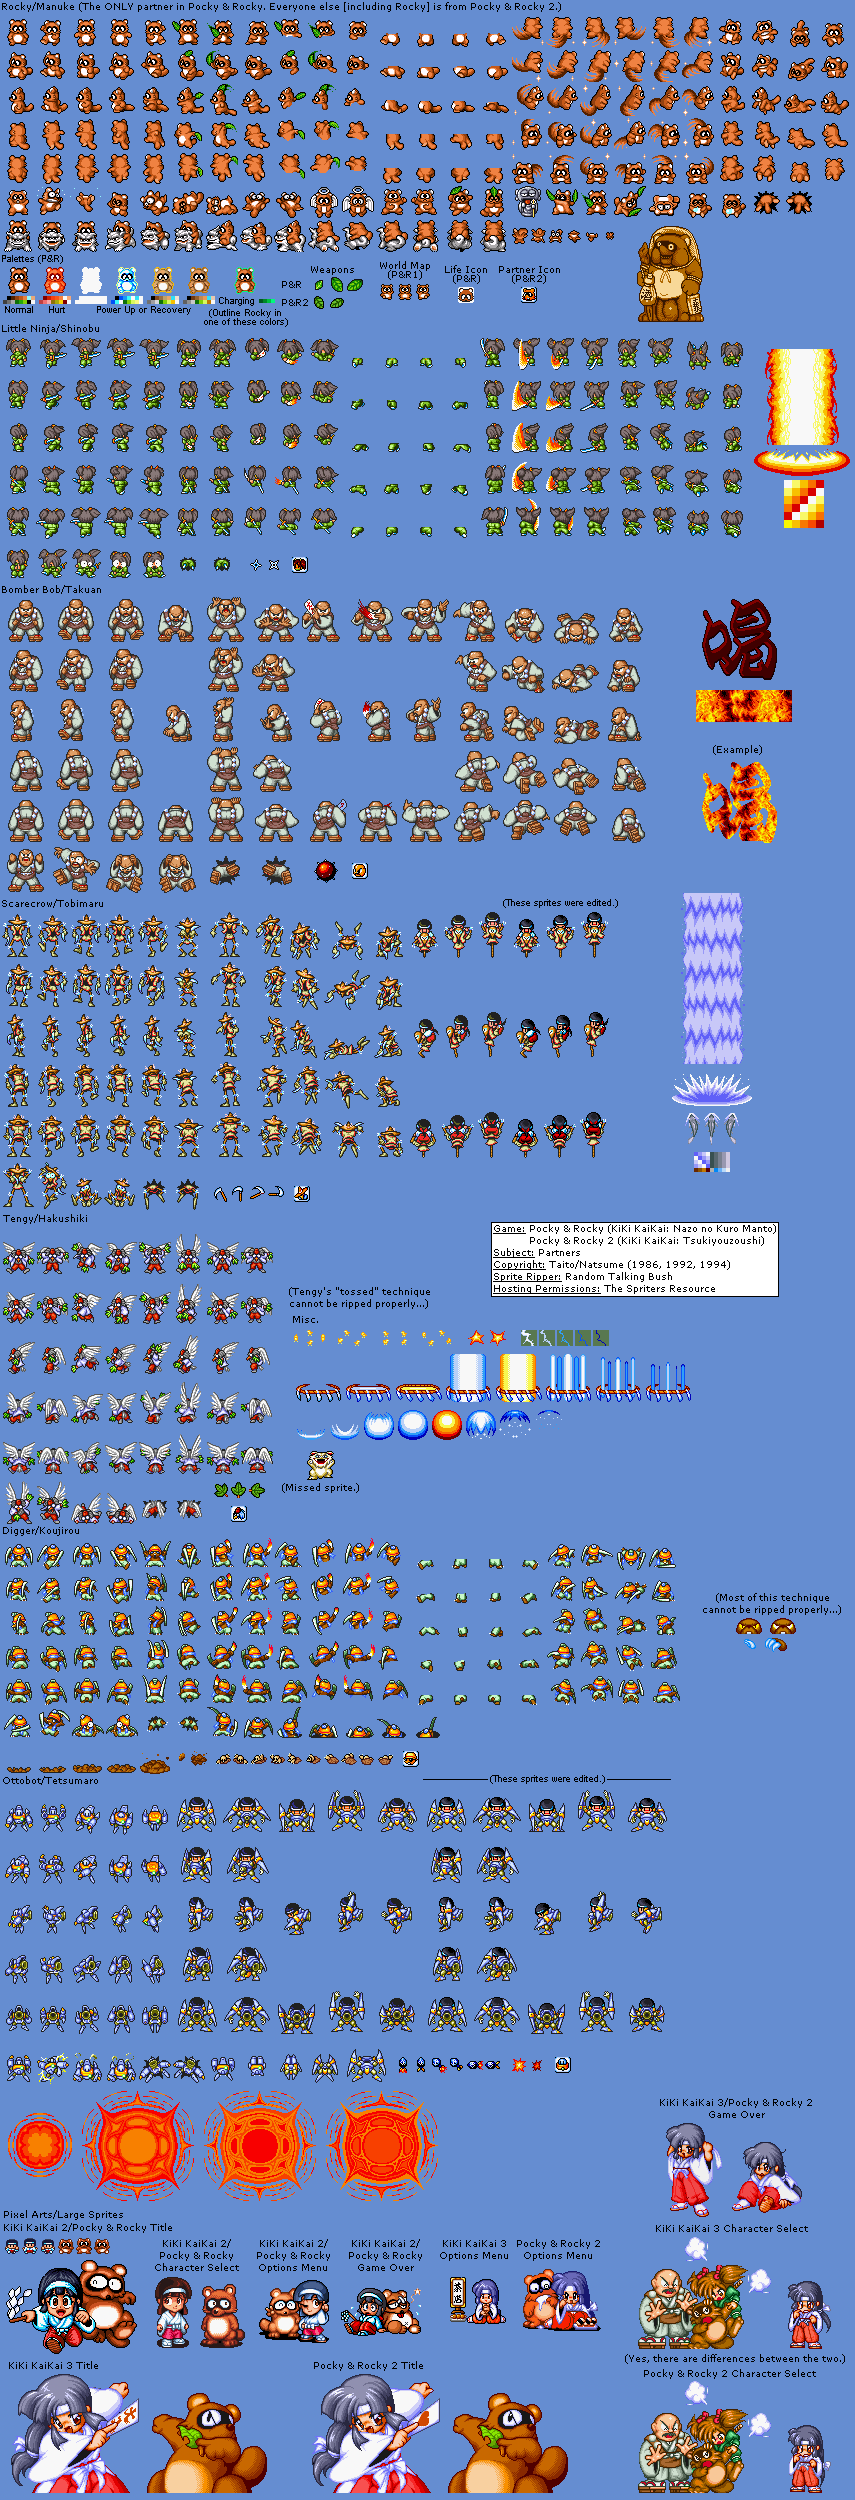 Rocky/Manuke (The ONLY partner in Pocky & Rocky. Everyone else [including Rocky] is from Pocky & Rocky 2.)
Palettes (P&R)
Normal
Hurt
Power Up or Recovery
Charging
(Outline Rocky in
one of these colors)
Weapons
P&R
P&R2
World Map
(P&R1)
Life Icon
(P&R)
Partner Icon
(P&R2)
Little Ninja/Shinobu
Bomber Bob/Takuan
(Example)
Scarecrow/Tobimaru
(These sprites were edited.)
Tengy/Hakushiki
Game: Pocky & Rocky (KiKi KaiKai: Nazo no Kuro Manto)
Pocky & Rocky 2 (KiKi KaiKai: Tsukiyouzoushi)
Subject: Partners
Copyright: Taito/Natsume (1986, 1992, 1994)
Sprite Ripper: Random Talking Bush
Hosting Permissions: The Spriters Resource
(Tengy's "tossed" technique
cannot be ripped properly...)
Misc.
(Missed sprite.)
Digger/Koujirou
(Most of this technique
cannot be ripped properly...)
Ottobot/Tetsumaro
(These sprites were edited.)
KiKi KaiKai 3/Pocky & Rocky 2
Game Over
Pixel Arts/Large Sprites
KiKi KaiKai 2/Pocky & Rocky Title
KiKi KaiKai 2/
Pocky & Rocky
Character Select
KiKi KaiKai 2/
Pocky & Rocky
Options Menu
KiKi KaiKai 2/
Pocky & Rocky
Game Over
KiKi KaiKai 3
Options Menu
Pocky & Rocky 2
Options Menu
KiKi KaiKai 3 Character Select
(Yes, there are differences between the two.)
Pocky & Rocky 2 Character Select
KiKi KaiKai 3 Title
Pocky & Rocky 2 Title